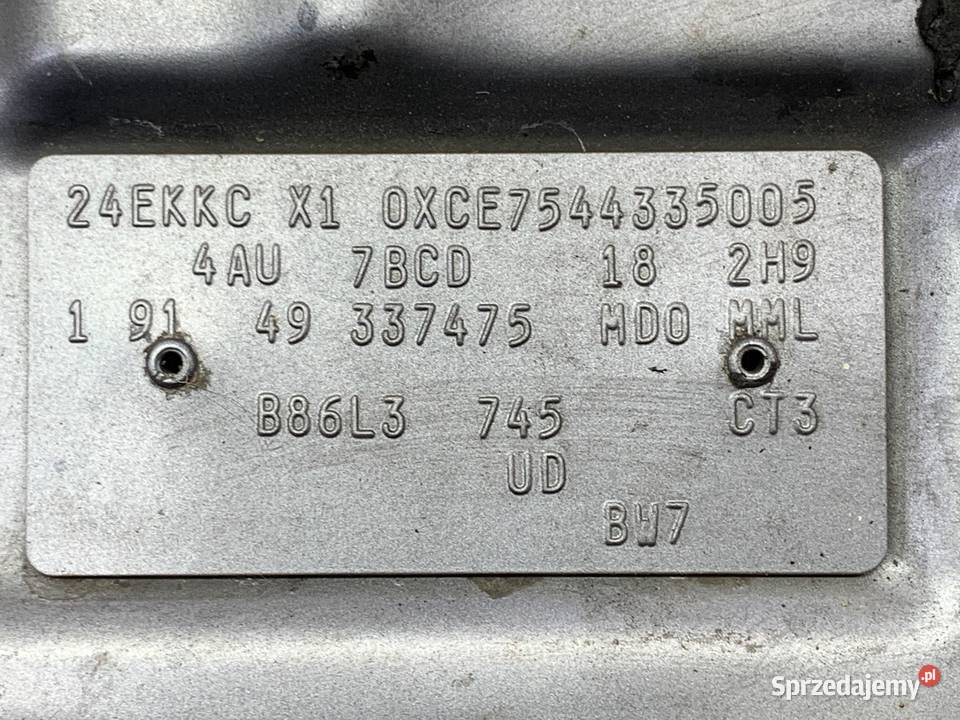 24EKKC X1 0XCE7544335005
4AU 7BCD 18 2H9
1 91 49 337475 MD0 MML
B86L3 745 CT3
UD
BW7
Sprzedajemy.pl